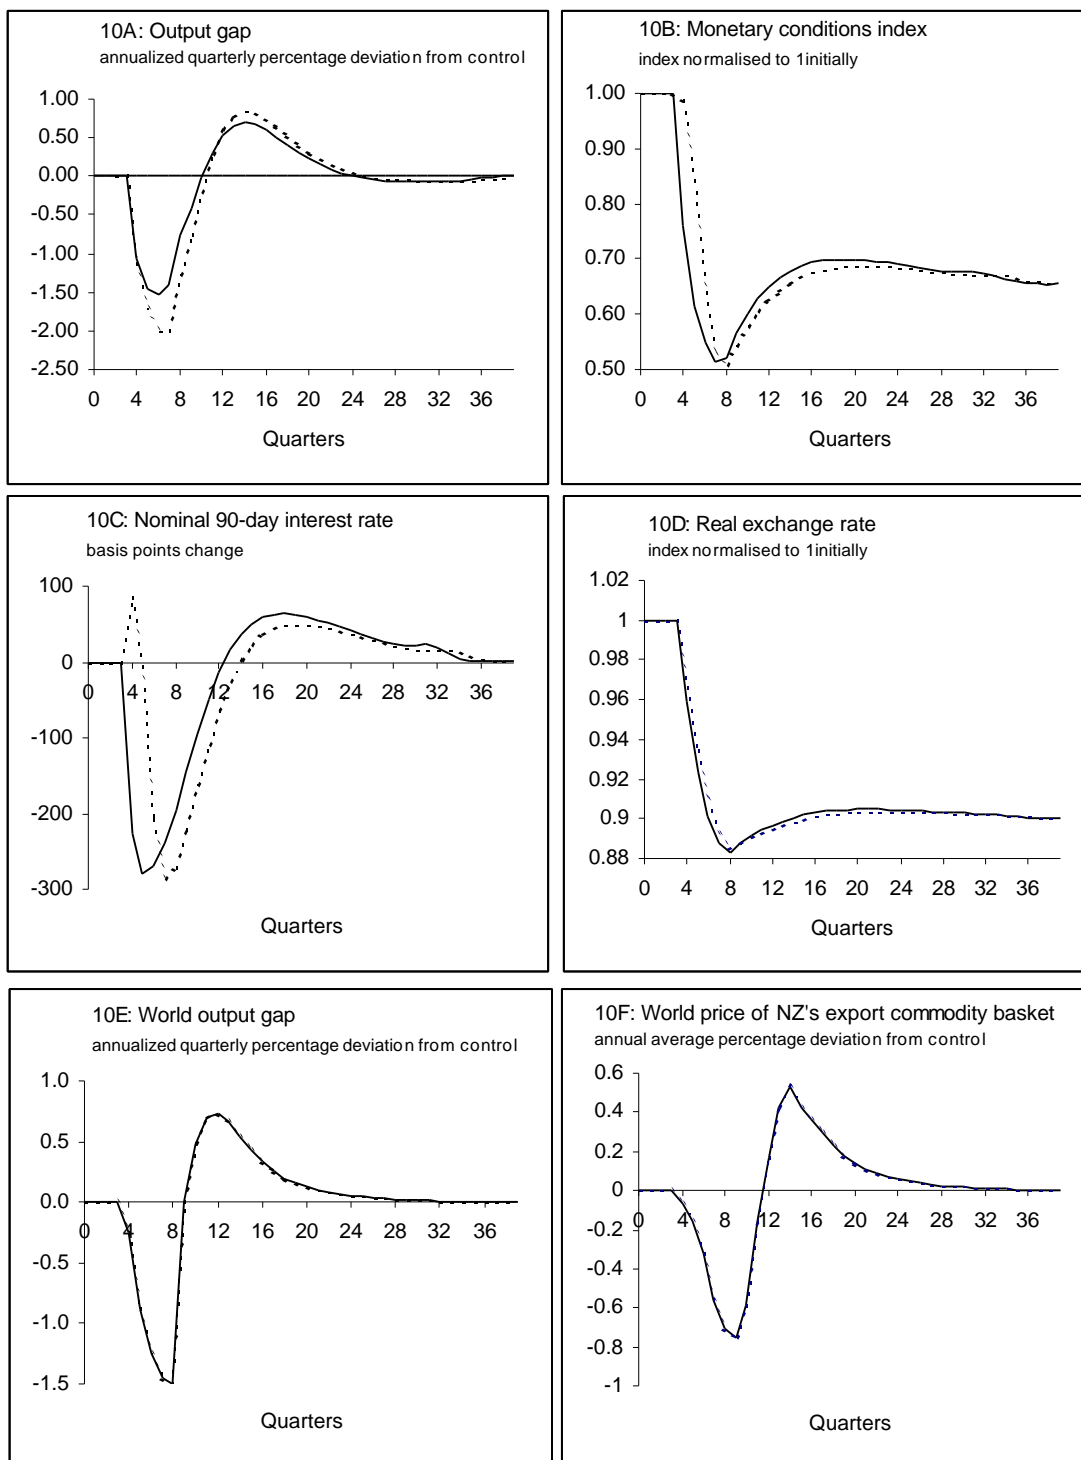 10A: Output gap
annualized quarterly percentage deviation from control
1.00
0.50
0.00
-0.50
-1.00
-1.50
-2.00
-2.50
0 4 8 12 16 20 24 28 32 36
Quarters
10B: Monetary conditions index
index normalised to 1initially
1.00
0.90
0.80
0.70
0.60
0.50
0 4 8 12 16 20 24 28 32 36
Quarters
10C: Nominal 90-day interest rate
basis points change
100
0
-100
-200
-300
0 4 8 12 16 20 24 28 32 36
Quarters
10D: Real exchange rate
index normalised to 1initially
1.02
1
0.98
0.96
0.94
0.92
0.9
0.88
0 4 8 12 16 20 24 28 32 36
Quarters
10E: World output gap
annualized quarterly percentage deviation from control
1.0
0.5
0.0
-0.5
-1.0
-1.5
0 4 8 12 16 20 24 28 32 36
Quarters
10F: World price of NZ's export commodity basket
annual average percentage deviation from control
0.6
0.4
0.2
0
-0.2
-0.4
-0.6
-0.8
-1
0 4 8 12 16 20 24 28 32 36
Quarters